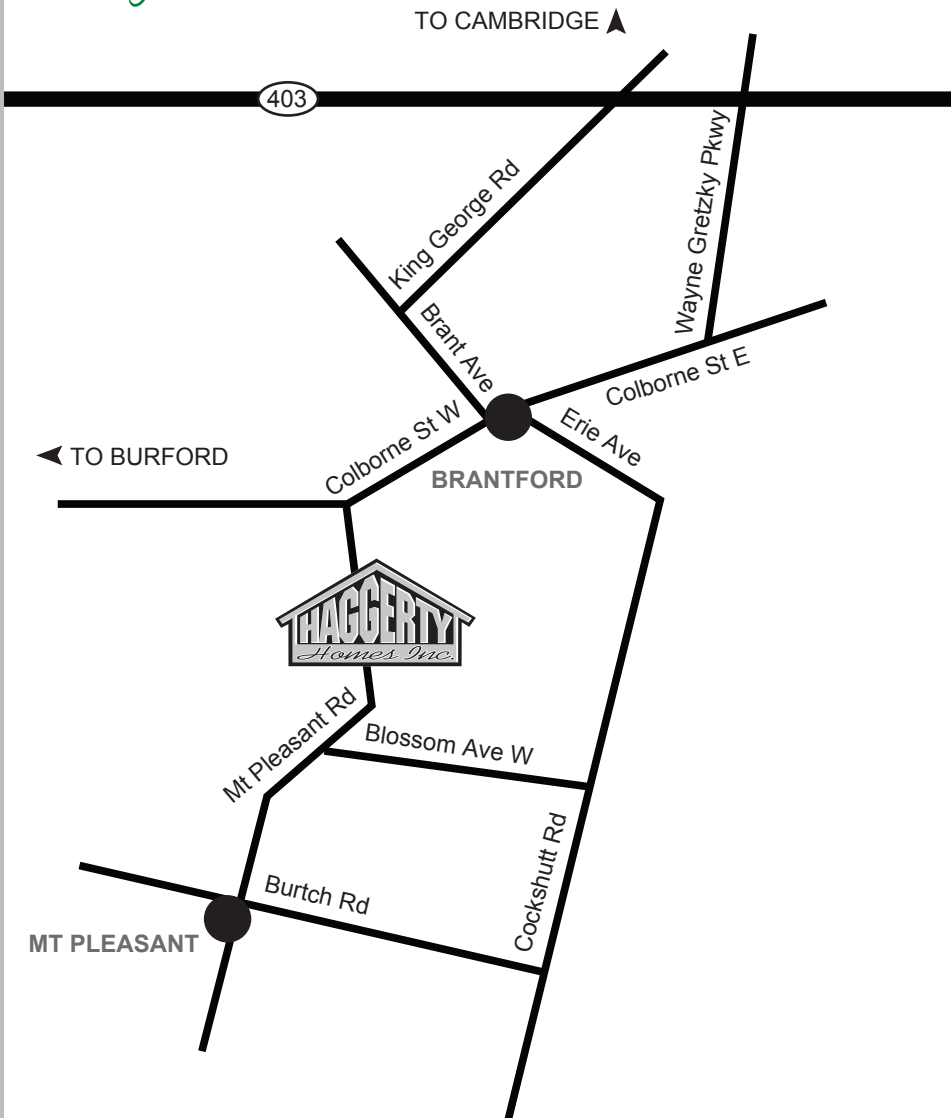 TO CAMBRIDGE
403
Wayne Gretzky Pkwy
King George Rd
Brant Ave
Colborne St E
Colborne St W
Erie Ave
TO BURFORD
BRANTFORD
HAGGERTY
Homes Inc.
Mt Pleasant Rd
Blossom Ave W
Cockshutt Rd
Burtch Rd
MT PLEASANT